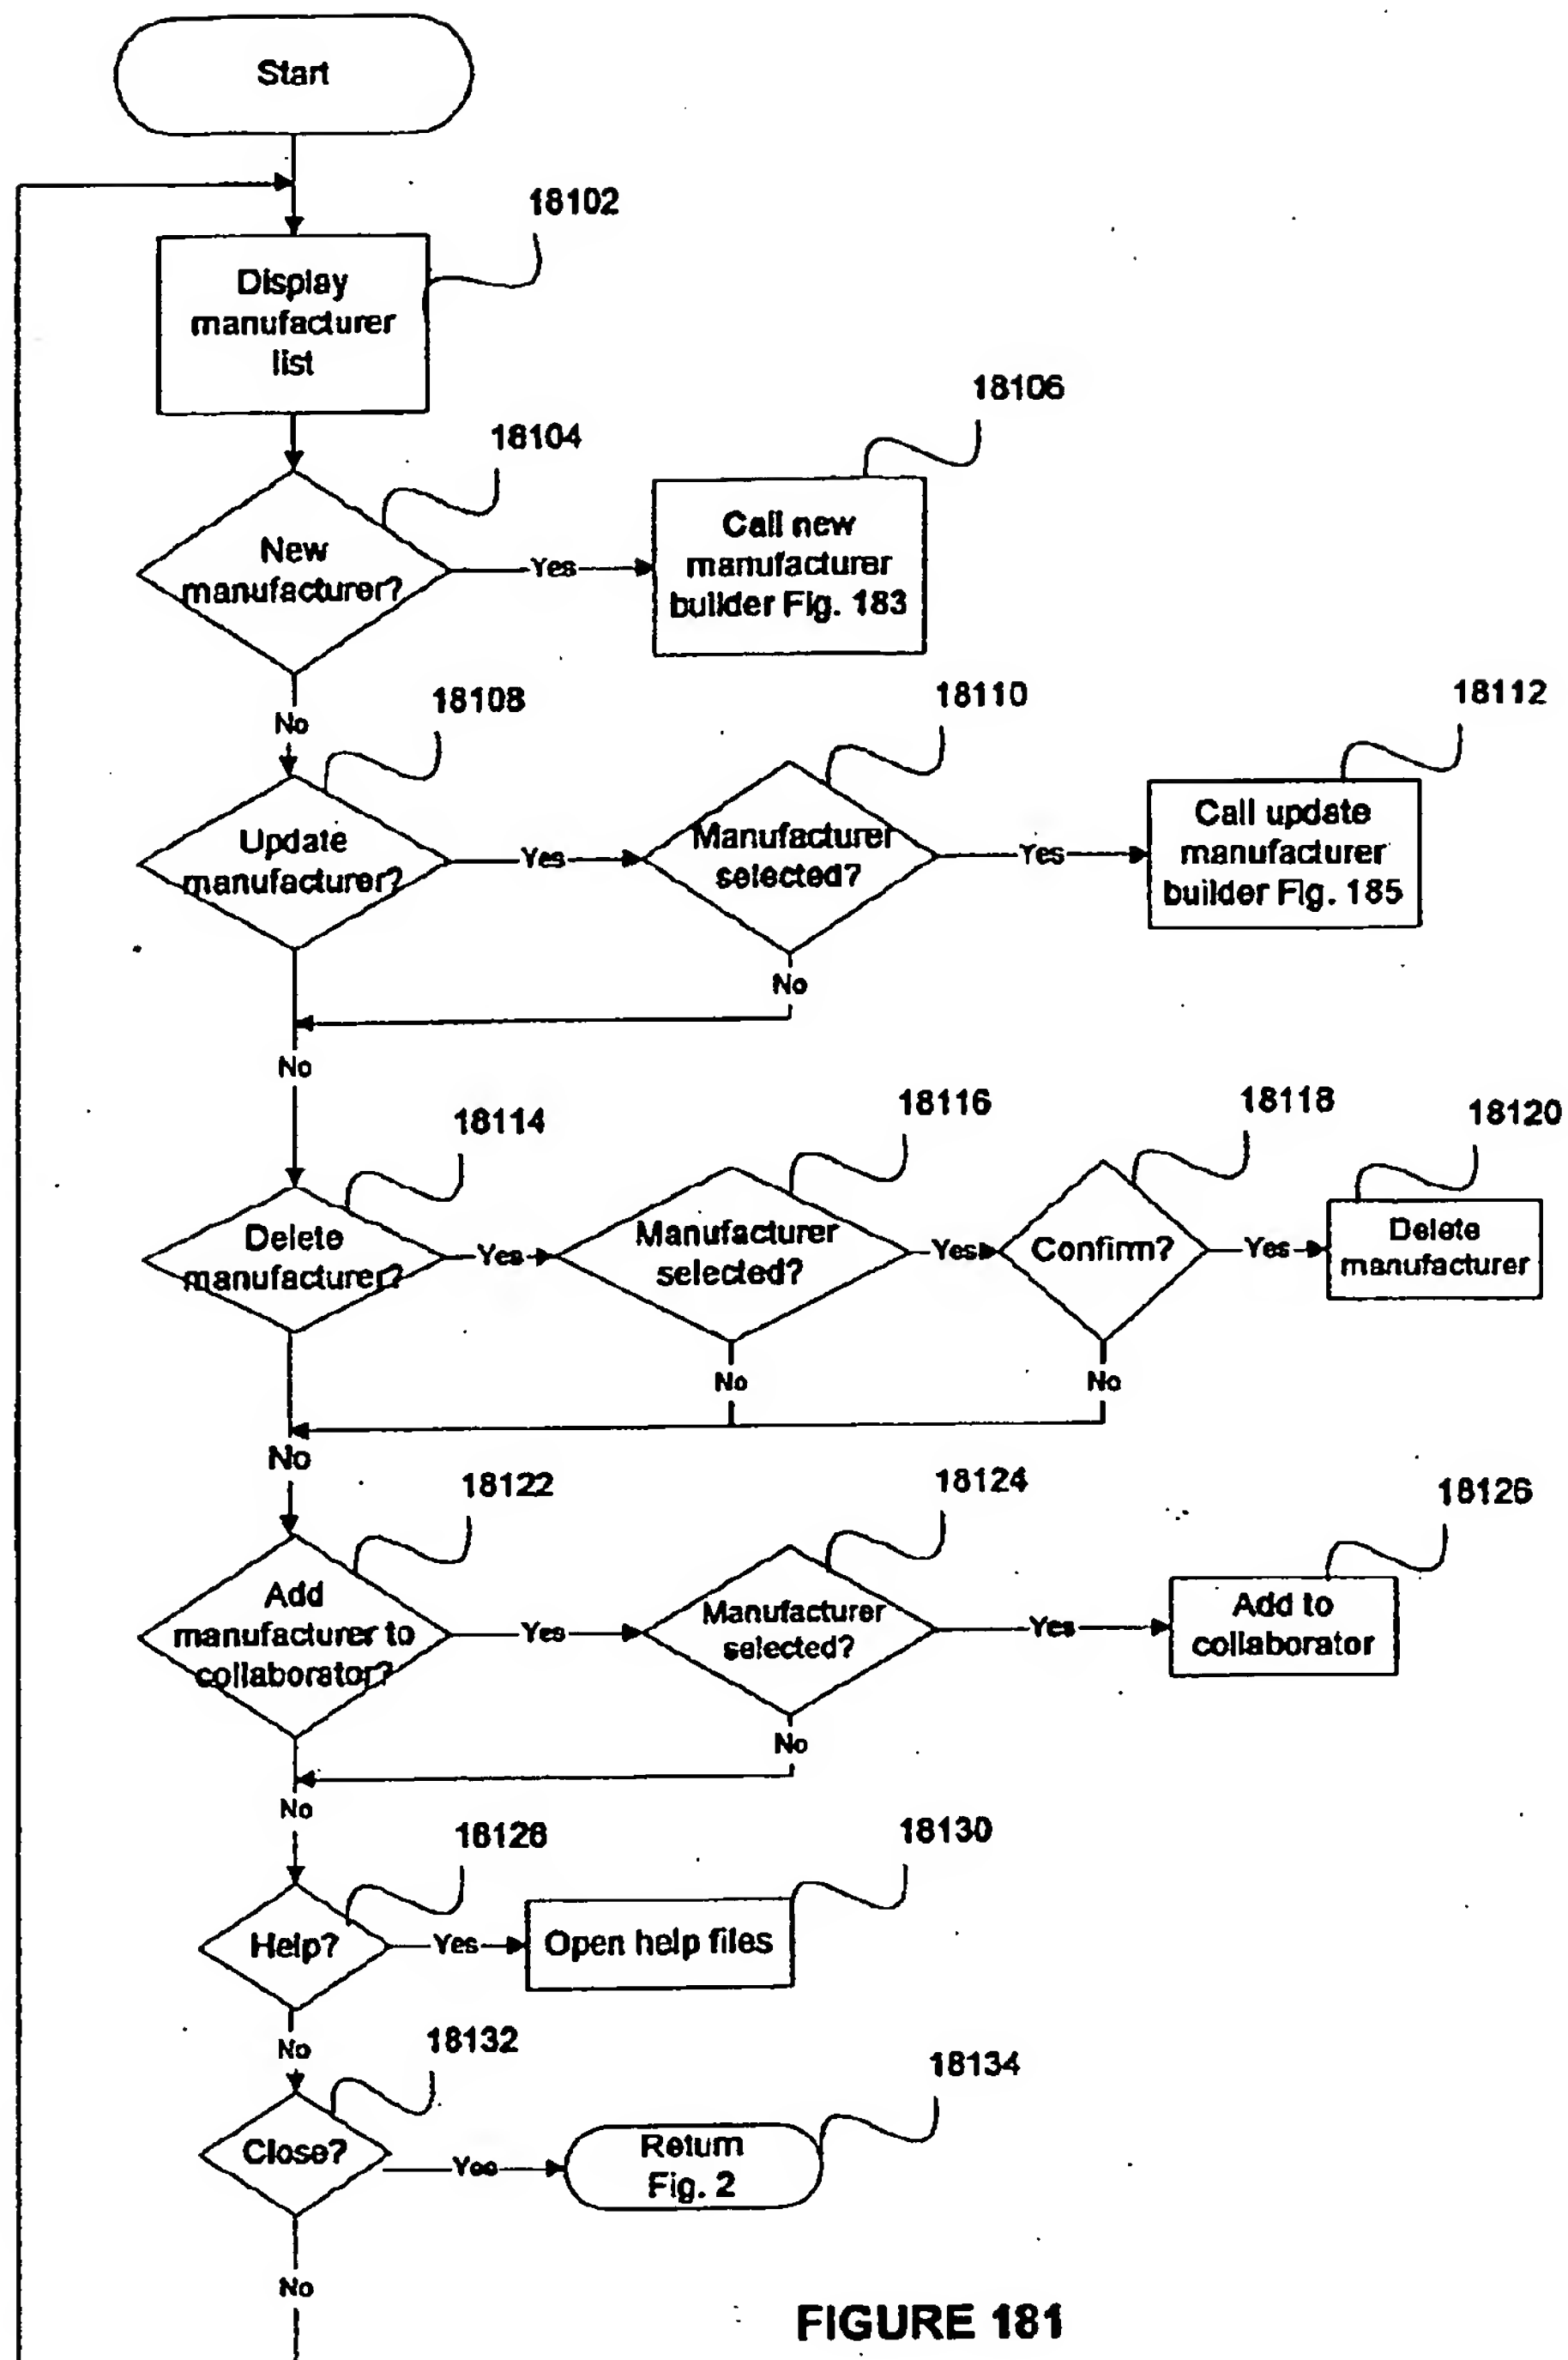 Start
18102
Display
manufacturer
list
18104
18106
New
manufacturer?
Yes
Call new
manufacturer
builder Fig. 183
No
18108
18110
18112
Update
manufacturer?
Yes
Manufacturer
selected?
Yes
Call update
manufacturer
builder Fig. 185
No
No
18114
18116
18118
18120
Delete
manufacturer?
Yes
Manufacturer
selected?
Yes
Confirm?
Yes
Delete
manufacturer
No
No
No
18122
18124
18126
Add
manufacturer to
collaborator?
Yes
Manufacturer
selected?
Yes
Add to
collaborator
No
No
18128
18130
Help?
Yes
Open help files
No
18132
18134
Close?
Yes
Return
Fig. 2
No
FIGURE 181